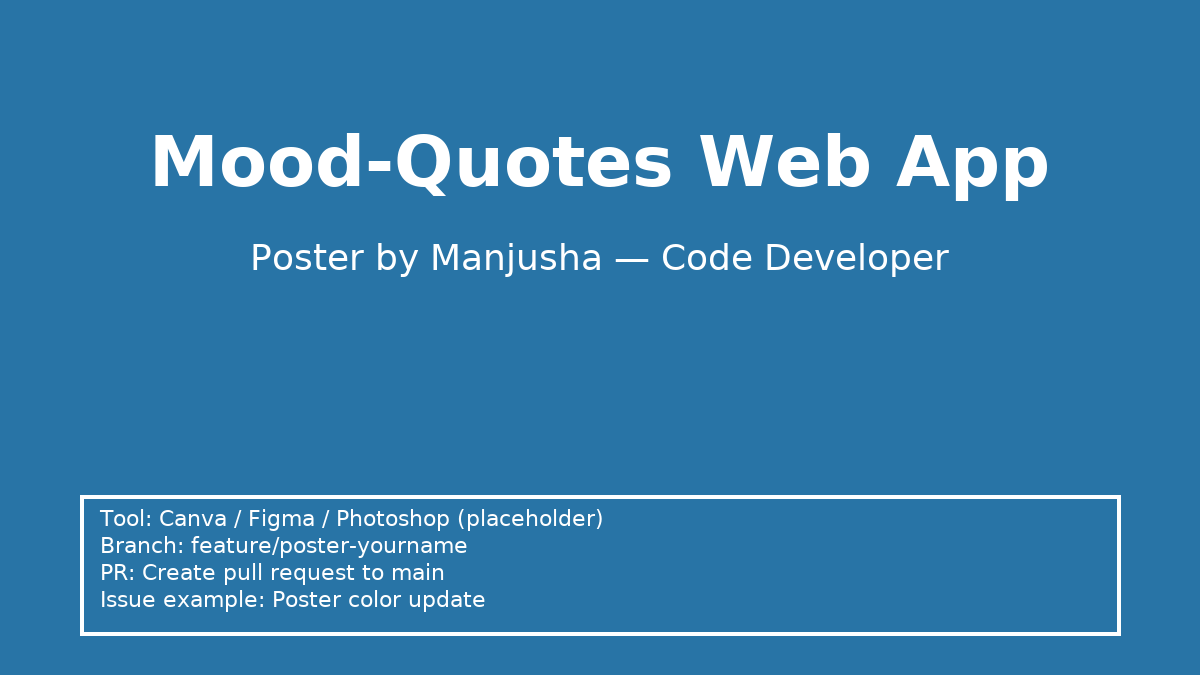 Mood-Quotes Web App
Poster by Manjusha — Code Developer
Tool: Canva / Figma / Photoshop (placeholder)
Branch: feature/poster-yourname
PR: Create pull request to main
Issue example: Poster color update